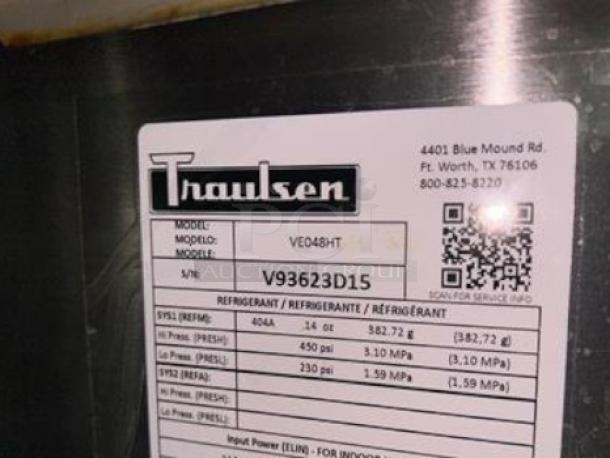 Traulsen
4401 Blue Mound Rd.
Ft. Worth, TX 76106
800-825-8220
MODEL:
MODELO:
MODELE:
VE048HT
S/N:
V93623D15
SCAN FOR SERVICE INFO
REFRIGERANT / REFRIGERANTE / RÉFRIGÉRANT
SYS1 (REFM): 404A 14 oz 382.72 g (382,72 g)
Hi Press. (PRESH): 450 psi 3.10 MPa (3,10 MPa)
Lo Press. (PRESL): 230 psi 1.59 MPa (1,59 MPa)
SYS2 (REFA):
Hi Press. (PRESH):
Lo Press. (PRESL):
Input Power (ELIN) - FOR INDOOR
PCI
AUCTION GROUP